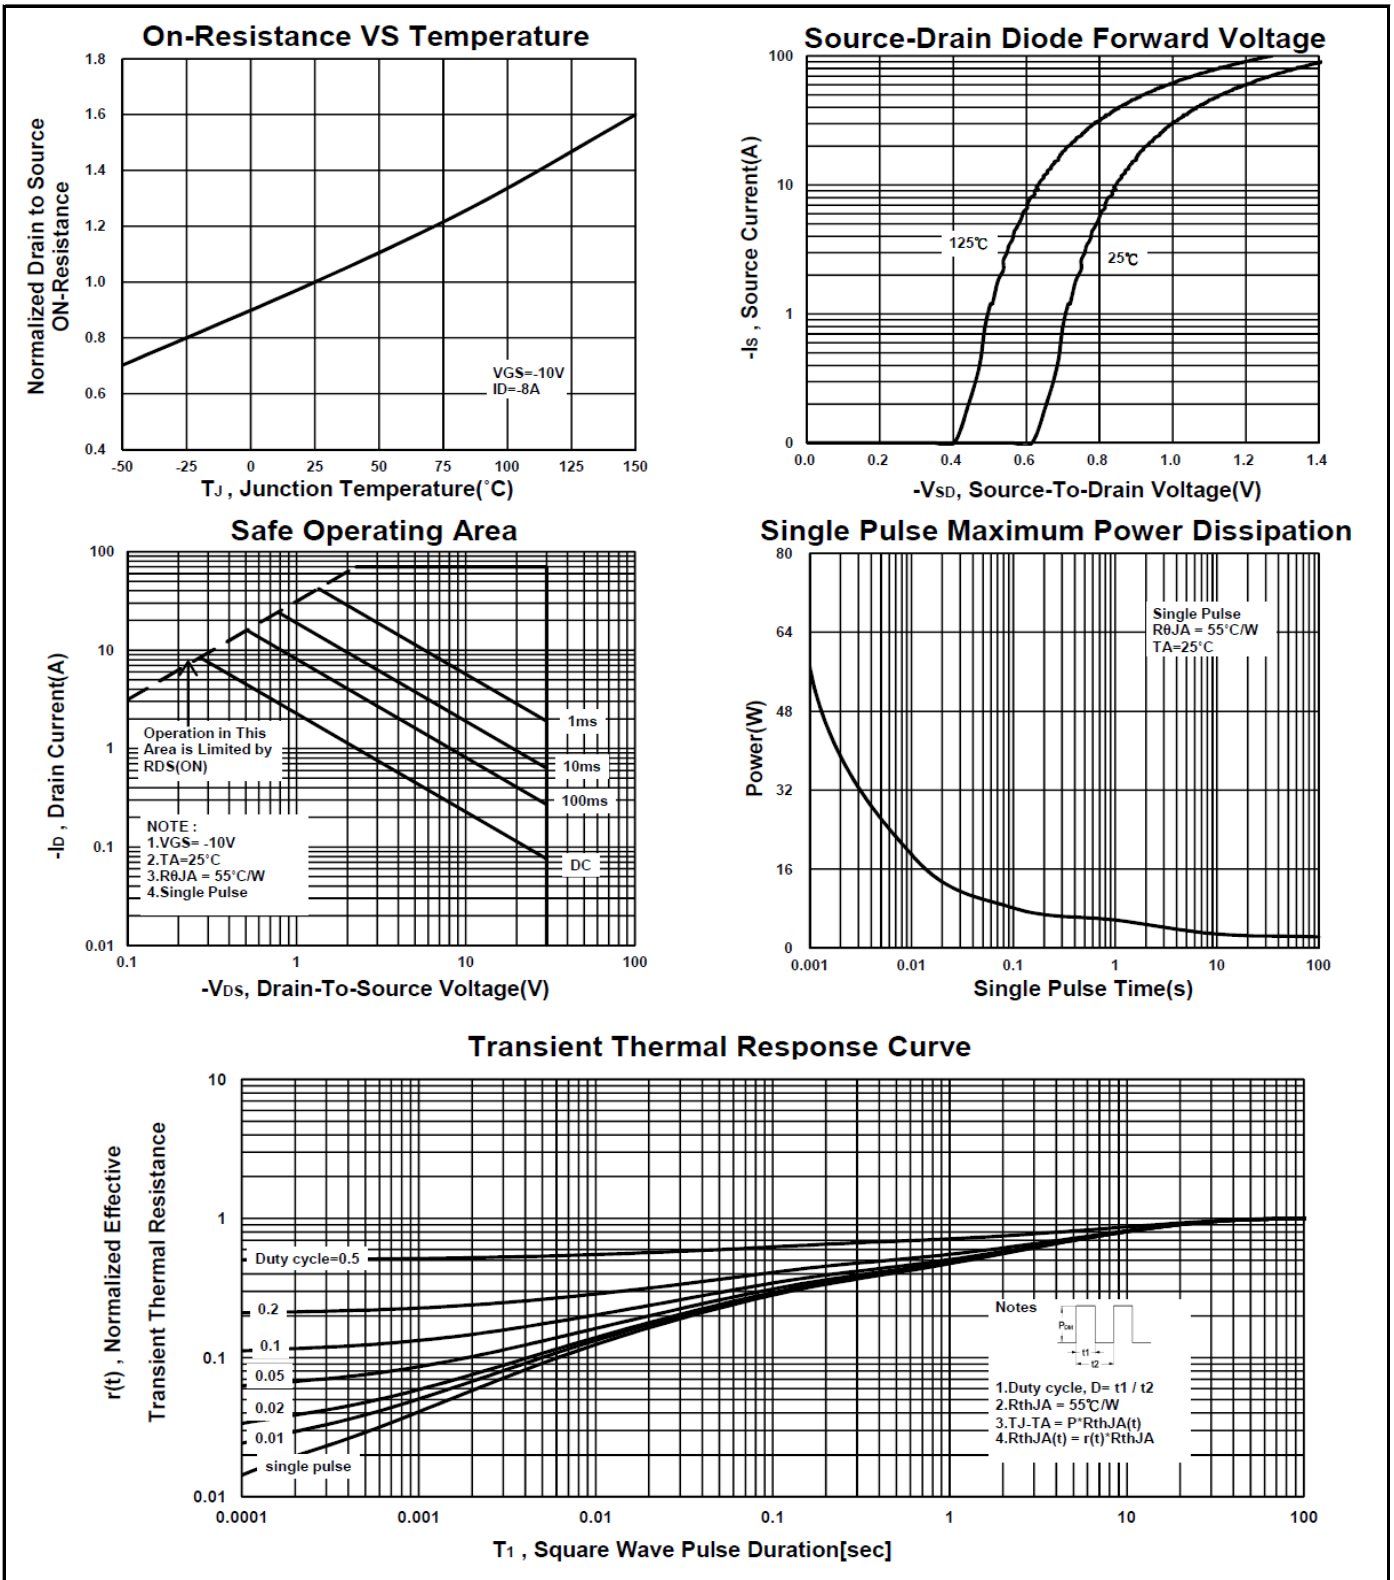 On-Resistance VS Temperature
Normalized Drain to Source
ON-Resistance
1.8
1.6
1.4
1.2
1.0
0.8
0.6
0.4
VGS=-10V
ID=-8A
-50 -25 0 25 50 75 100 125 150
TJ , Junction Temperature(°C)
Source-Drain Diode Forward Voltage
-IS , Source Current(A)
100
10
1
0
125℃
25℃
0.0 0.2 0.4 0.6 0.8 1.0 1.2 1.4
-VSD, Source-To-Drain Voltage(V)
Safe Operating Area
-ID , Drain Current(A)
100
10
1
0.1
0.01
Operation in This
Area is Limited by
RDS(ON)
NOTE :
1.VGS= -10V
2.TA=25°C
3.RθJA = 55°C/W
4.Single Pulse
1ms
10ms
100ms
DC
0.1 1 10 100
-VDS, Drain-To-Source Voltage(V)
Single Pulse Maximum Power Dissipation
Power(W)
80
64
48
32
16
0
Single Pulse
RθJA = 55°C/W
TA=25°C
0.001 0.01 0.1 1 10 100
Single Pulse Time(s)
Transient Thermal Response Curve
r(t) , Normalized Effective
Transient Thermal Resistance
10
1
0.1
0.01
Duty cycle=0.5
0.2
0.1
0.05
0.02
0.01
single pulse
Notes
PDM
t1
t2
1.Duty cycle, D= t1 / t2
2.RthJA = 55℃/W
3.TJ-TA = P*RthJA(t)
4.RthJA(t) = r(t)*RthJA
0.0001 0.001 0.01 0.1 1 10 100
T1 , Square Wave Pulse Duration[sec]